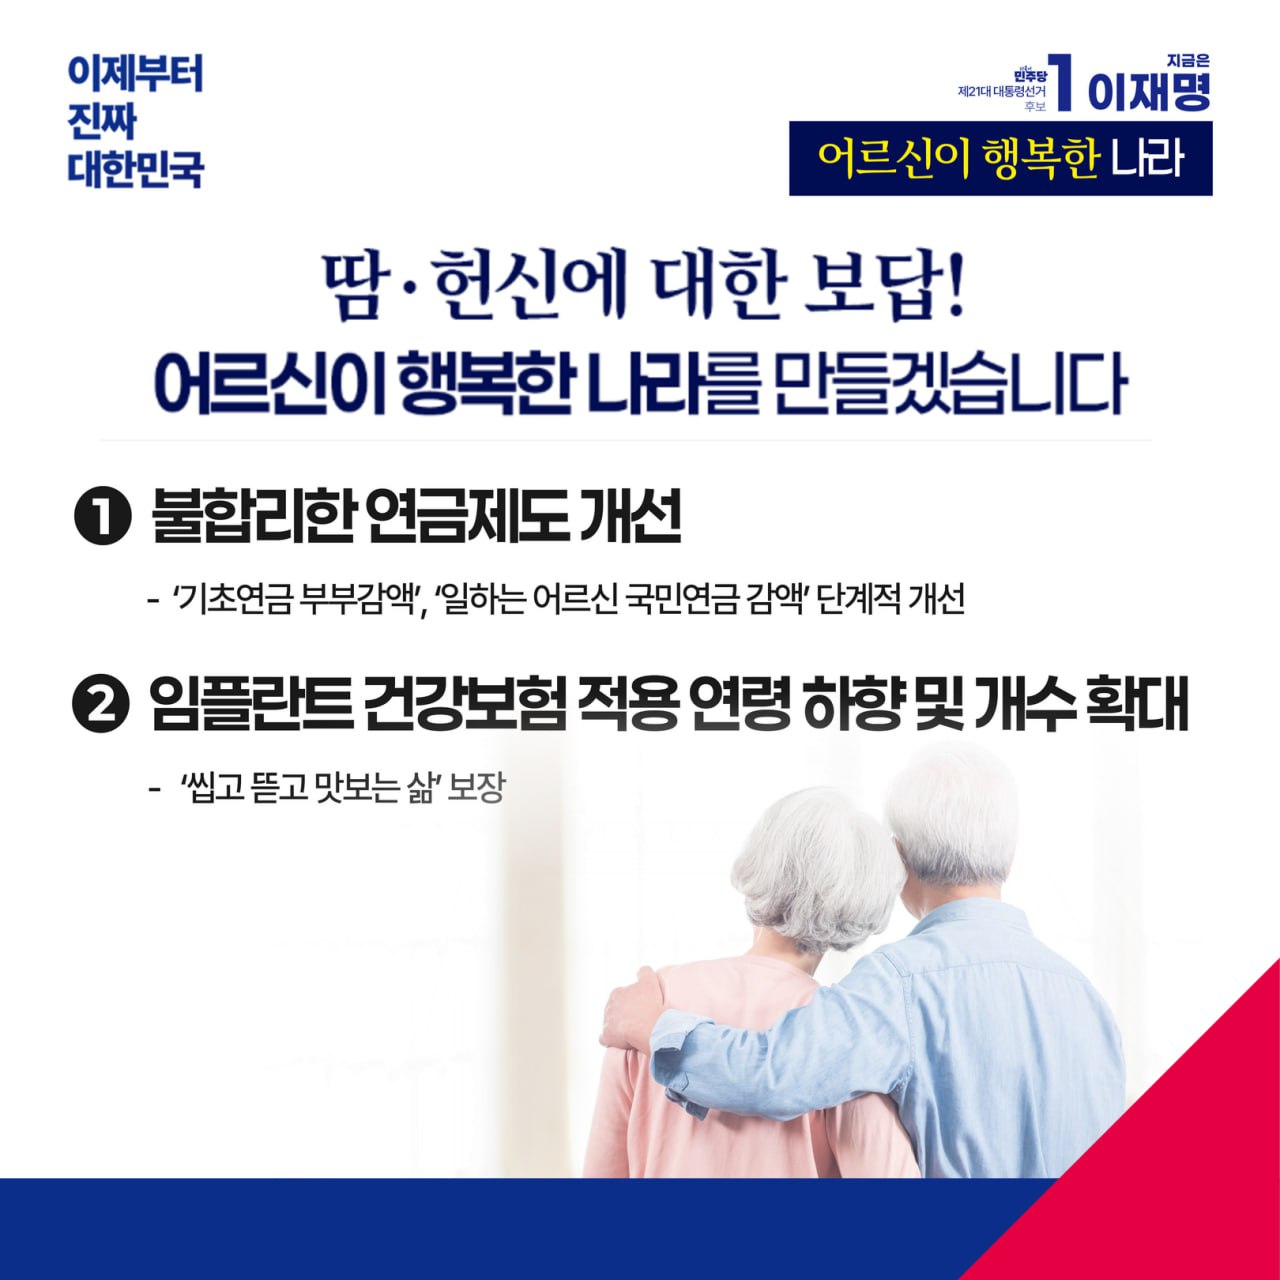 이제부터
진짜
대한민국
지금은
민주당
제21대 대통령선거
후보
1 이재명
어르신이 행복한 나라
땀·헌신에 대한 보답!
어르신이 행복한 나라를 만들겠습니다
❶ 불합리한 연금제도 개선
- ‘기초연금 부부감액’, ‘일하는 어르신 국민연금 감액’ 단계적 개선
❷ 임플란트 건강보험 적용 연령 하향 및 개수 확대
- ‘씹고 뜯고 맛보는 삶’ 보장